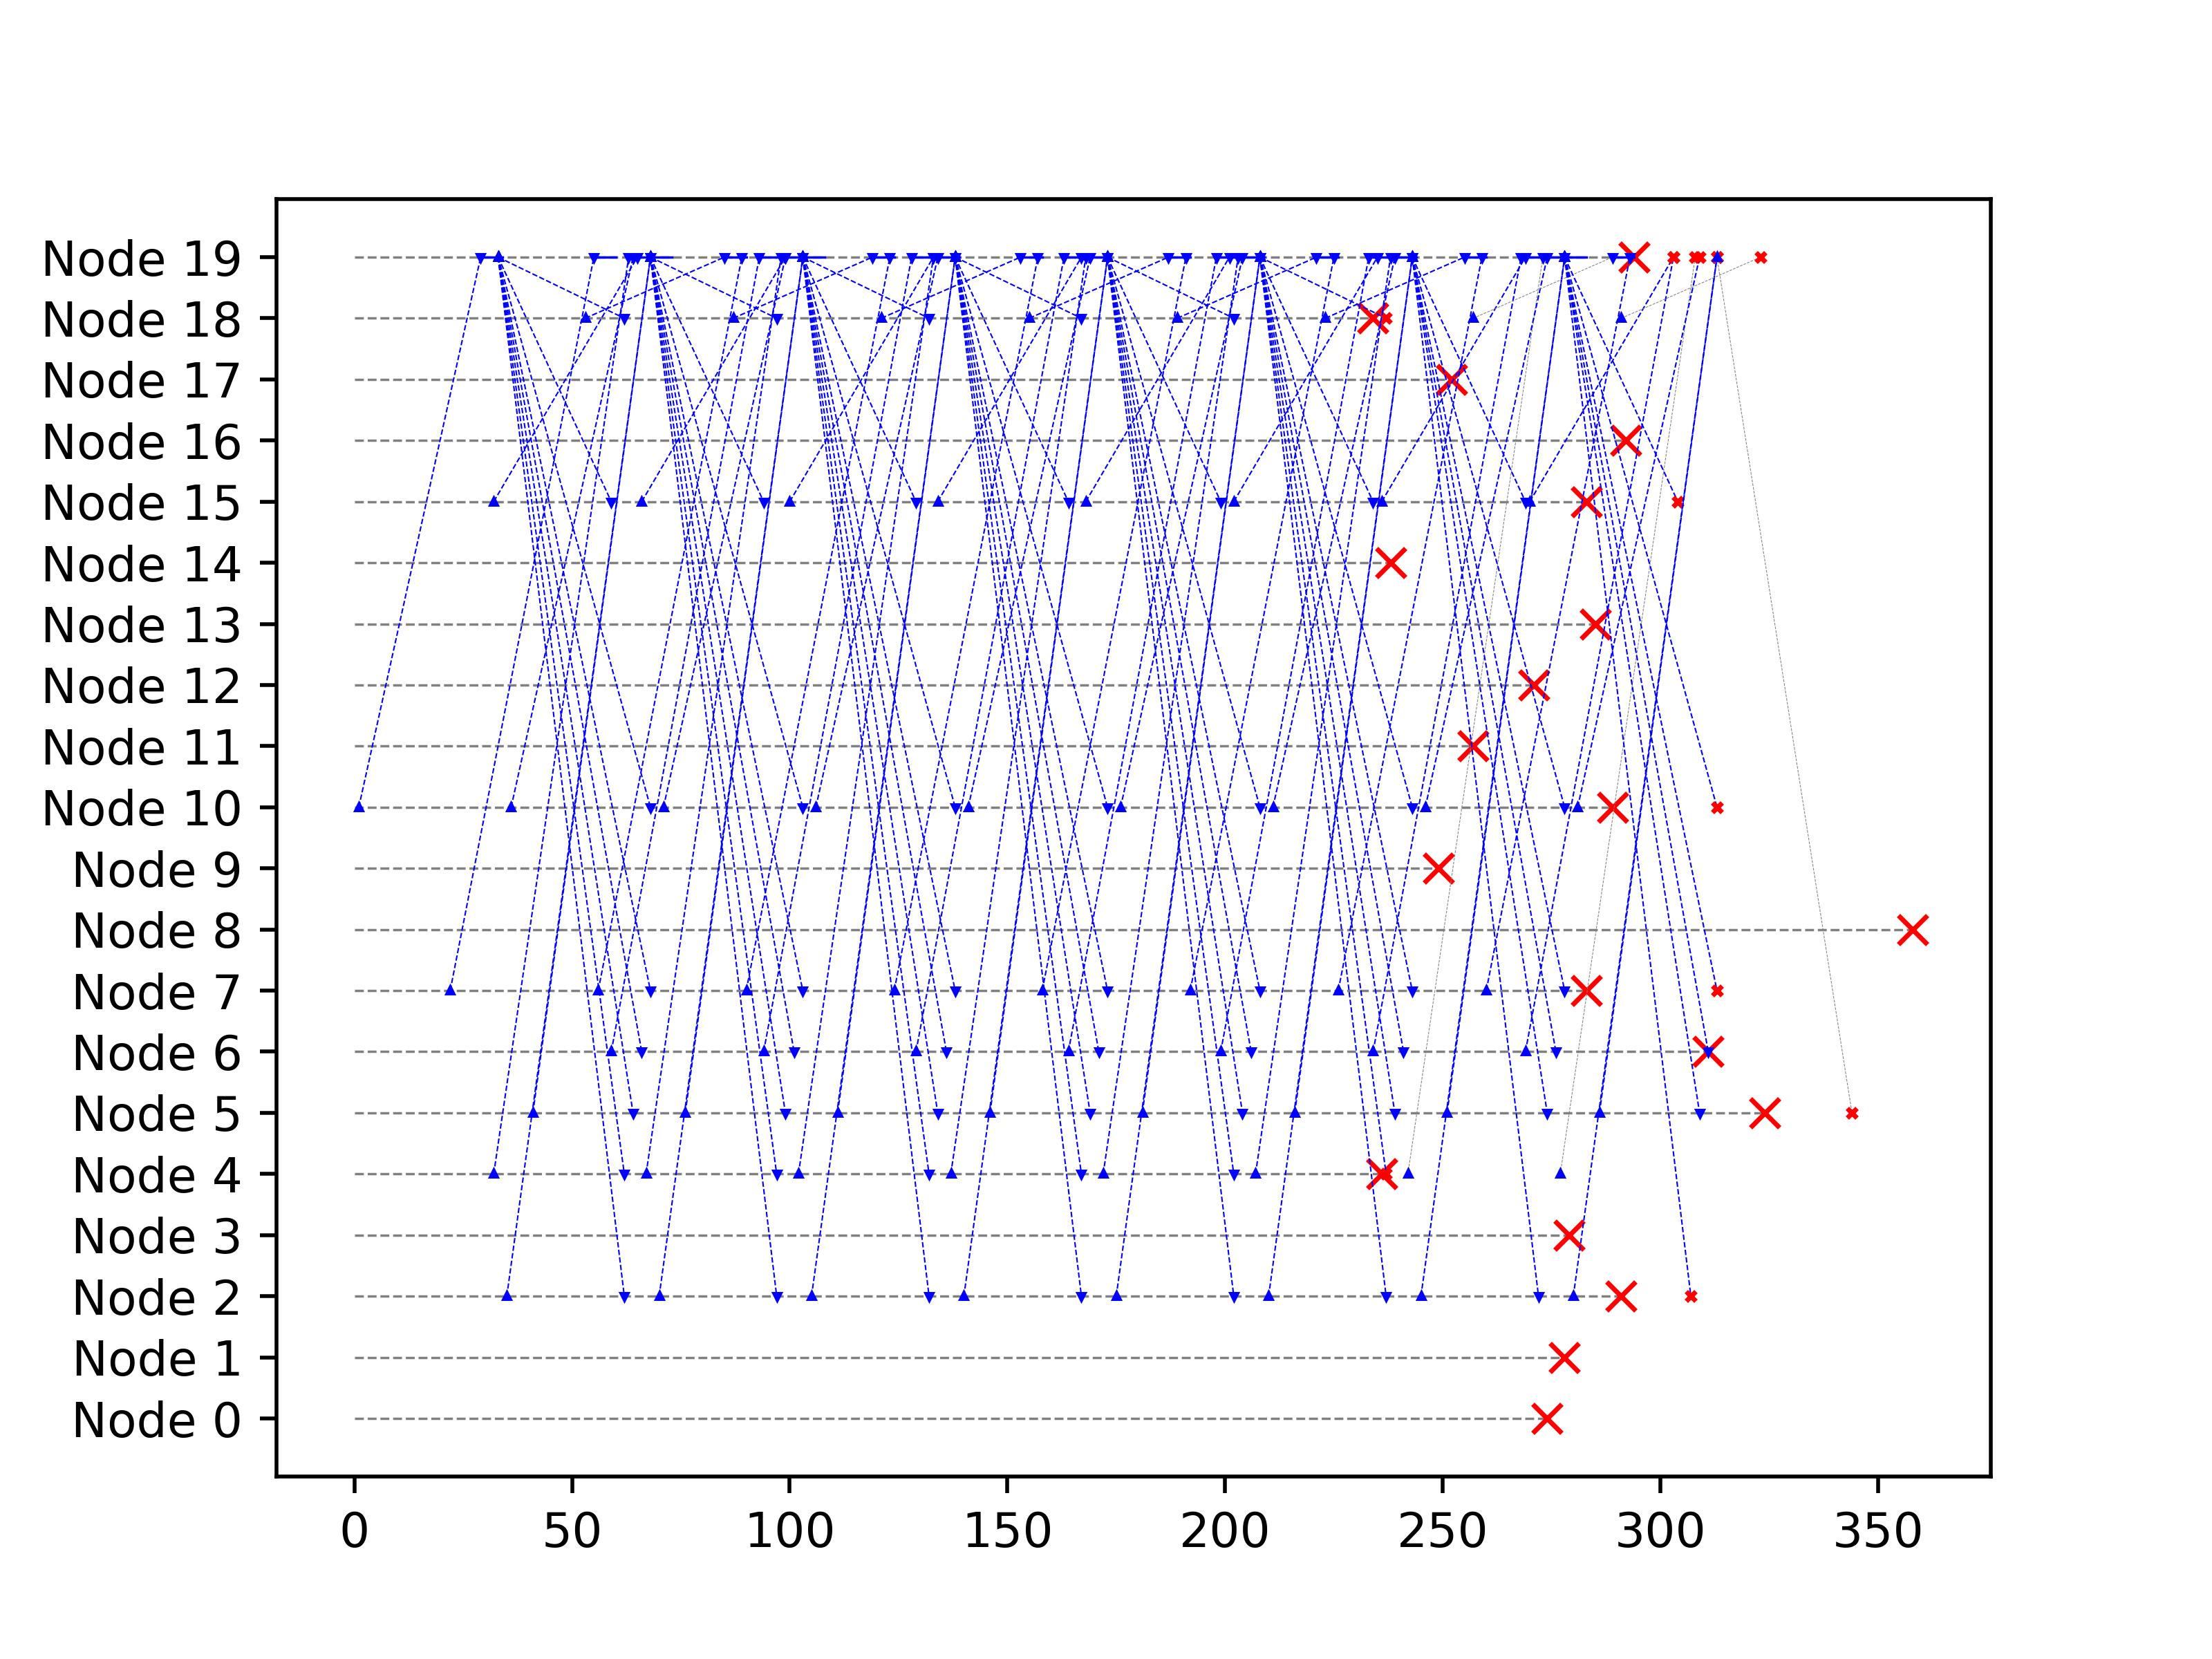 Node 19
Node 18
Node 17
Node 16
Node 15
Node 14
Node 13
Node 12
Node 11
Node 10
Node 9
Node 8
Node 7
Node 6
Node 5
Node 4
Node 3
Node 2
Node 1
Node 0
0 50 100 150 200 250 300 350